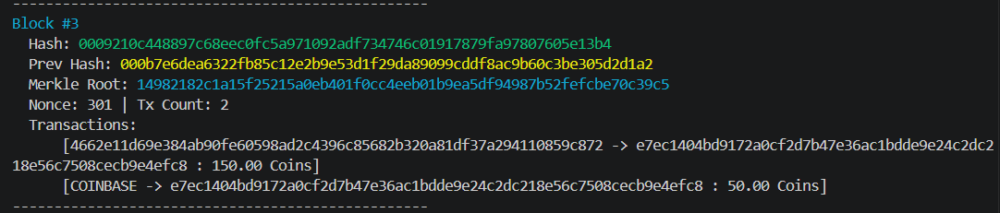 --------------------------------------------------
Block #3
Hash: 0009210c448897c68eec0fc5a971092adf734746c01917879fa97807605e13b4
Prev Hash: 000b7e6dea6322fb85c12e2b9e53d1f29da89099cddf8ac9b60c3be305d2d1a2
Merkle Root: 14982182c1a15f25215a0eb401f0cc4eeb01b9ea5df94987b52fefcbe70c39c5
Nonce: 301 | Tx Count: 2
Transactions:
[4662e11d69e384ab90fe60598ad2c4396c85682b320a81df37a294110859c872 -> e7ec1404bd9172a0cf2d7b47e36ac1bdde9e24c2dc2
18e56c7508cecb9e4efc8 : 150.00 Coins]
[COINBASE -> e7ec1404bd9172a0cf2d7b47e36ac1bdde9e24c2dc218e56c7508cecb9e4efc8 : 50.00 Coins]
--------------------------------------------------